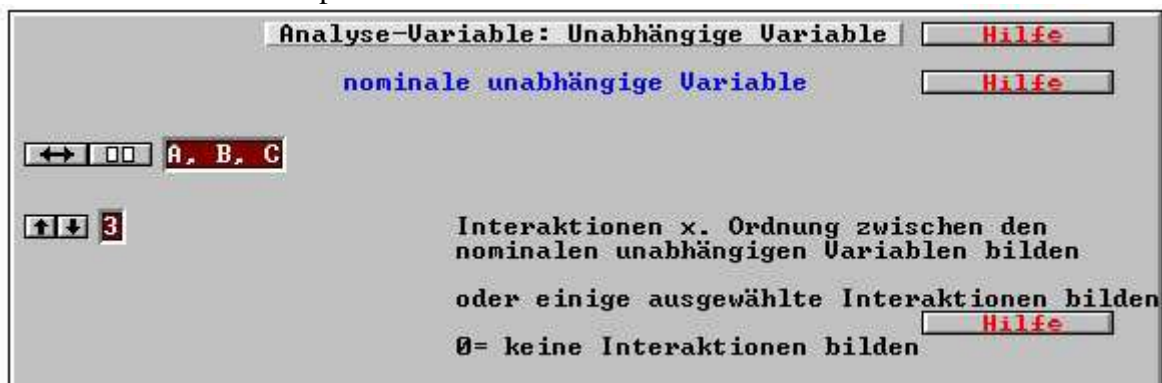 Analyse-Variable: Unabhängige Variable Hilfe
nominale unabhängige Variable Hilfe
A, B, C
3 Interaktionen x. Ordnung zwischen den
nominalen unabhängigen Variablen bilden
oder einige ausgewählte Interaktionen bilden
Hilfe
0= keine Interaktionen bilden